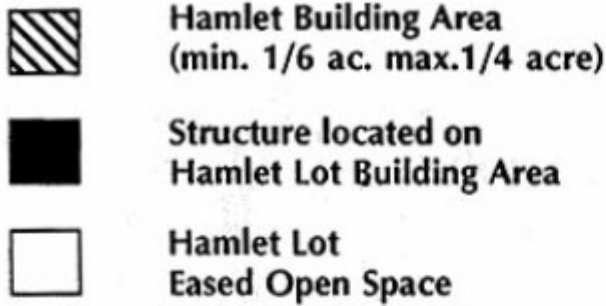 Hamlet Building Area
(min. 1/6 ac. max.1/4 acre)
Structure located on
Hamlet Lot Building Area
Hamlet Lot
Eased Open Space